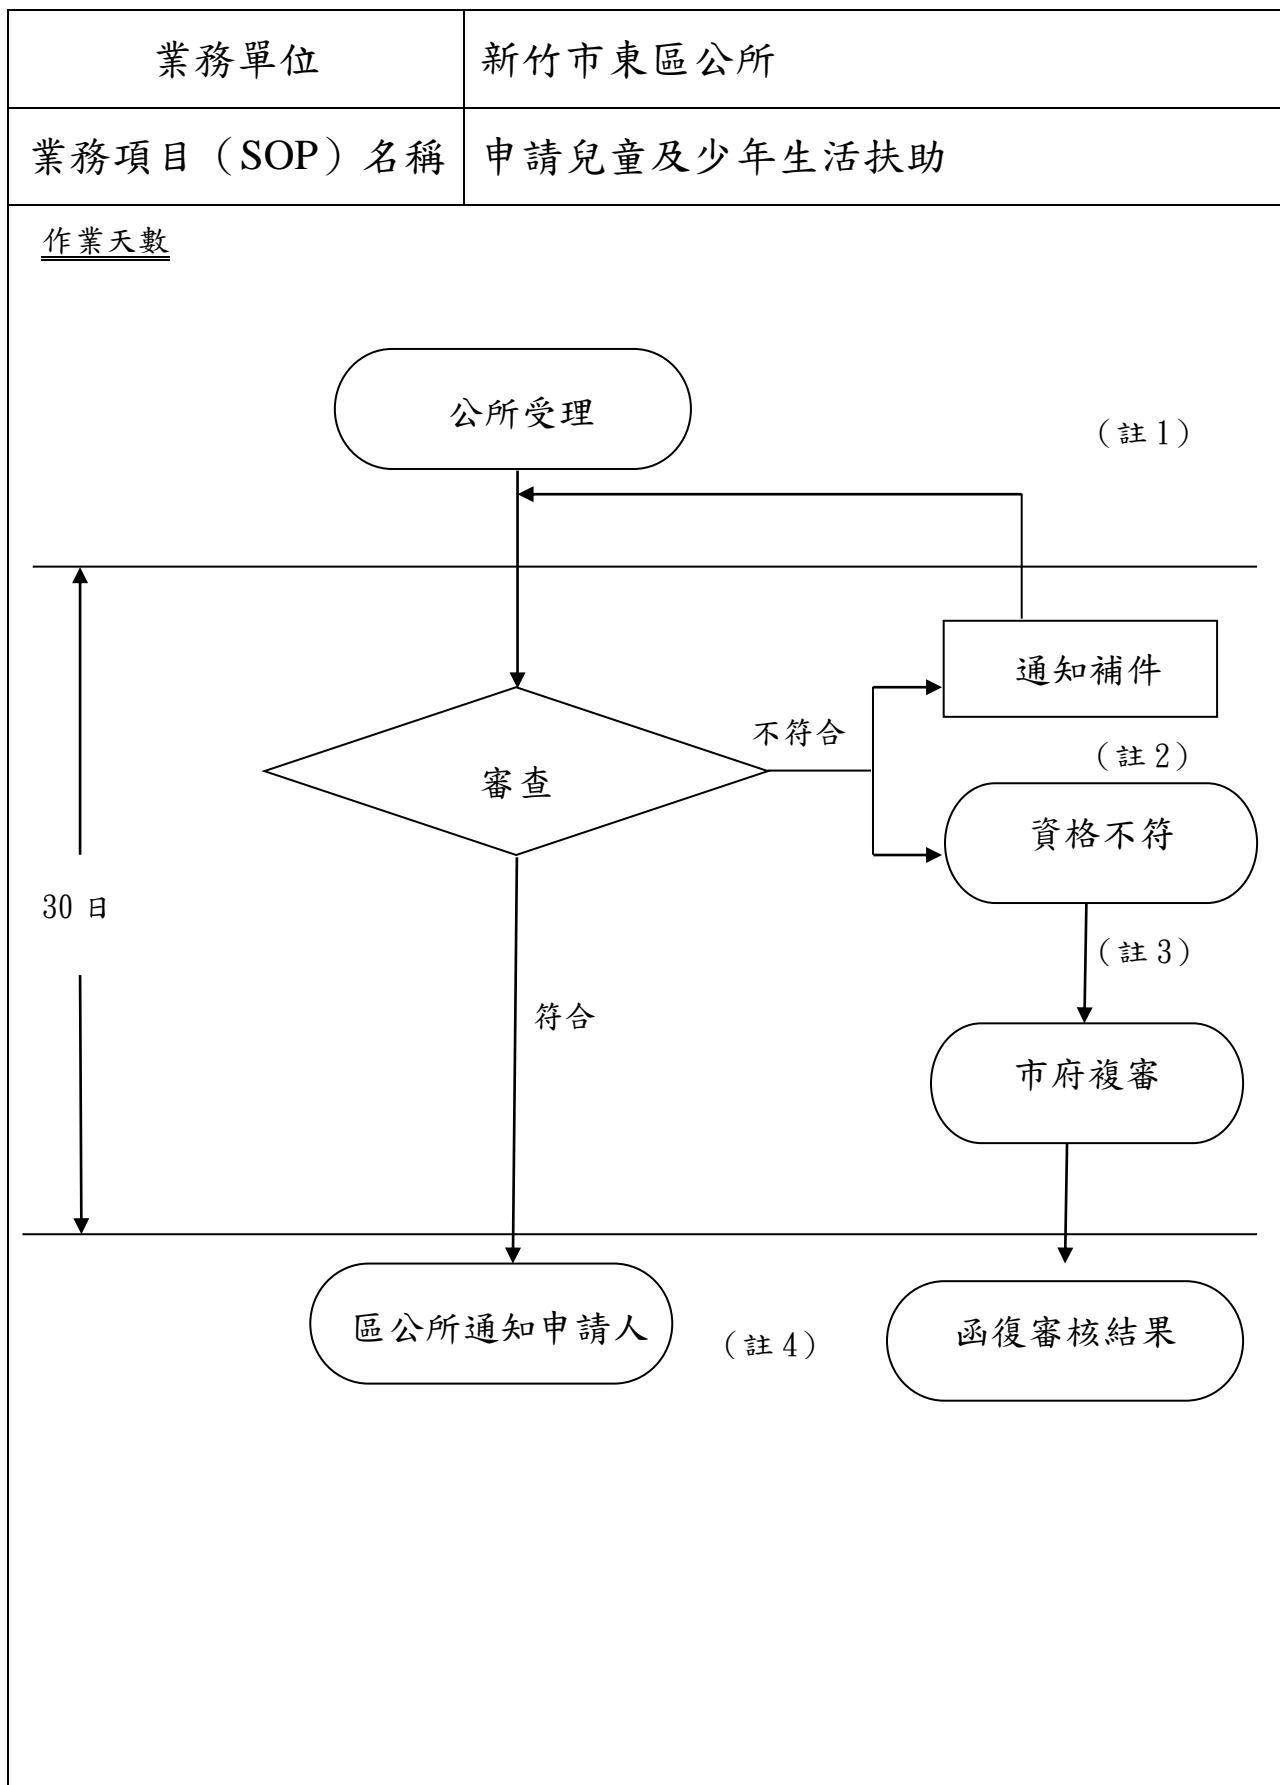 業務單位
新竹市東區公所
業務項目（SOP）名稱
申請兒童及少年生活扶助
作業天數
公所受理
（註1）
通知補件
不符合
（註2）
審查
資格不符
30 日
（註3）
符合
市府複審
區公所通知申請人
（註4）
函復審核結果